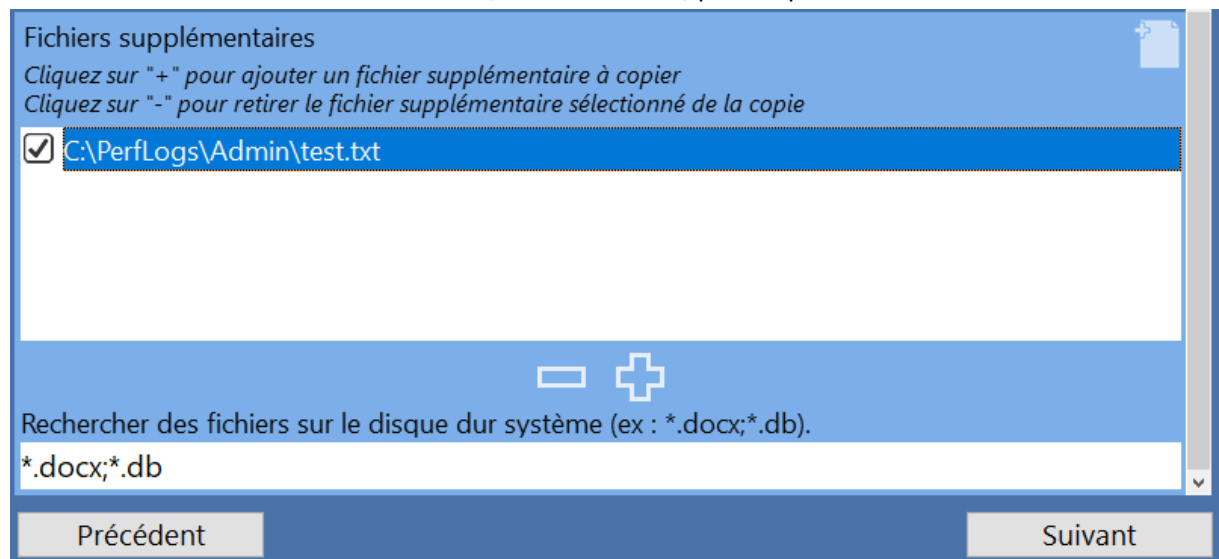 Fichiers supplémentaires
Cliquez sur "+" pour ajouter un fichier supplémentaire à copier
Cliquez sur "-" pour retirer le fichier supplémentaire sélectionné de la copie
C:\PerfLogs\Admin\test.txt
Rechercher des fichiers sur le disque dur système (ex : *.docx;*.db).
*.docx;*.db
Précédent
Suivant